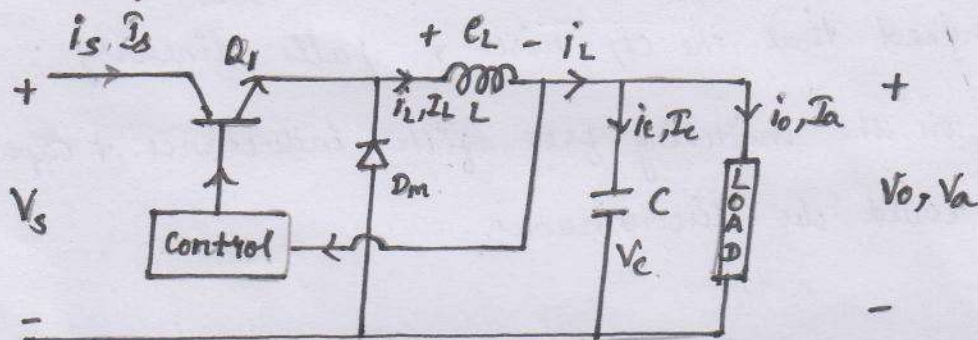 is Is
Q1
+ eL - iL
iL, IL L
+
ic, Ic
io, Ia
+
Dm
Vs
Control
C
LOAD
Vo, Va
Vc
-
-